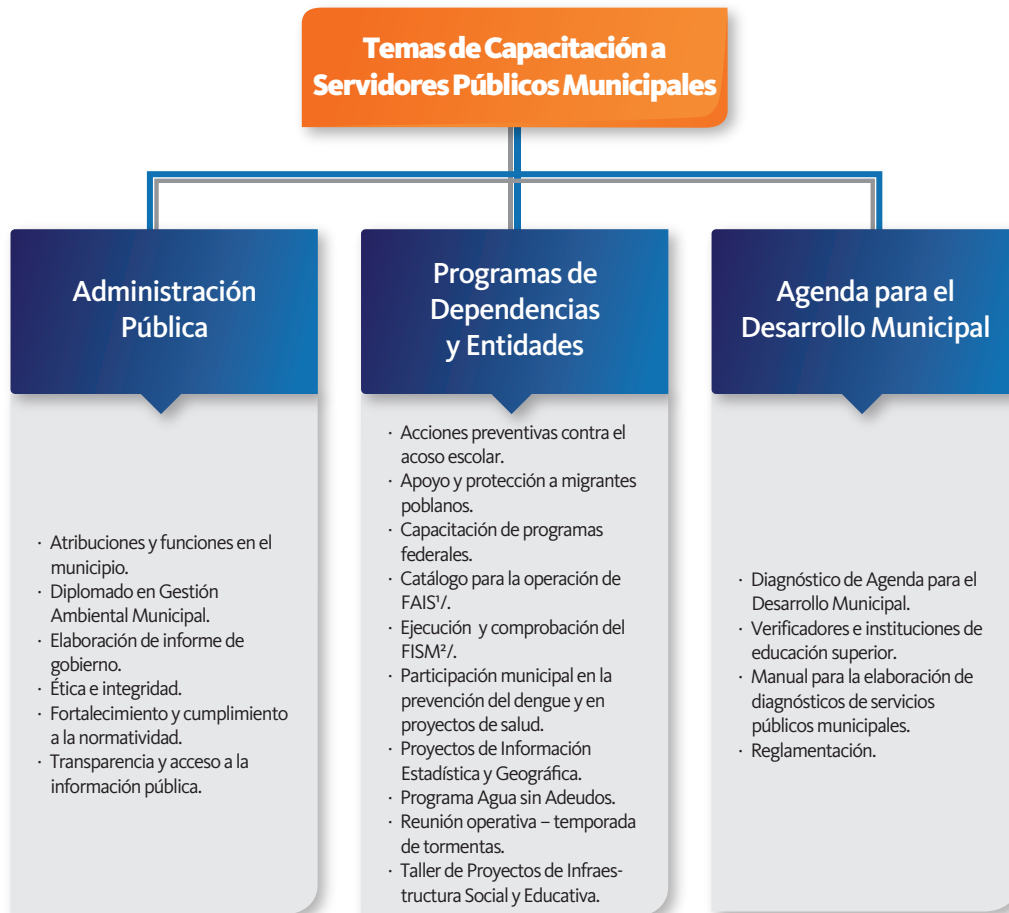 Temas de Capacitación a
Servidores Públicos Municipales
Administración
Pública
· Atribuciones y funciones en el
municipio.
· Diplomado en Gestión
Ambiental Municipal.
· Elaboración de informe de
gobierno.
· Ética e integridad.
· Fortalecimiento y cumplimiento
a la normatividad.
· Transparencia y acceso a la
información pública.
Programas de
Dependencias
y Entidades
· Acciones preventivas contra el
acoso escolar.
· Apoyo y protección a migrantes
poblanos.
· Capacitación de programas
federales.
· Catálogo para la operación de
FAIS¹/.
· Ejecución y comprobación del
FISM²/.
· Participación municipal en la
prevención del dengue y en
proyectos de salud.
· Proyectos de Información
Estadística y Geográfica.
· Programa Agua sin Adeudos.
· Reunión operativa – temporada
de tormentas.
· Taller de Proyectos de Infraes-
tructura Social y Educativa.
Agenda para el
Desarrollo Municipal
· Diagnóstico de Agenda para el
Desarrollo Municipal.
· Verificadores e instituciones de
educación superior.
· Manual para la elaboración de
diagnósticos de servicios
públicos municipales.
· Reglamentación.